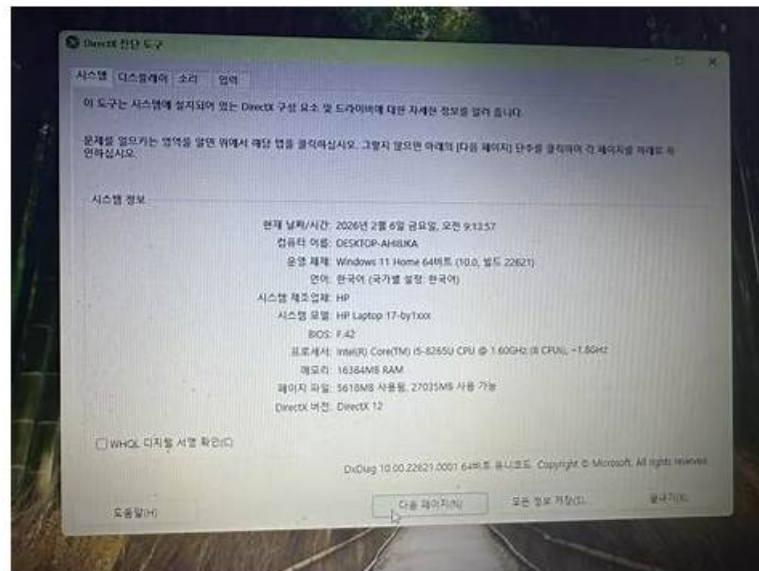 DirectX 진단 도구
시스템 디스플레이 소리 입력
이 도구는 시스템에 설치되어 있는 DirectX 구성 요소 및 드라이버에 대한 자세한 정보를 알려 줍니다.
문제를 일으키는 영역을 알면 위에서 해당 탭을 클릭하십시오. 그렇지 않으면 아래의 [다음 페이지] 단추를 클릭하여 각 페이지를 차례로 확
인하십시오.
시스템 정보
현재 날짜/시간: 2026년 2월 6일 금요일, 오전 9:13:57
컴퓨터 이름:
운영 체제: Windows 11 Home 64비트 (10.0, 빌드 22621)
언어: 한국어 (국가별 설정: 한국어)
시스템 제조업체: HP
시스템 모델: HP Laptop 17-by1xxx
BIOS: F.42
프로세서: Intel(R) Core(TM) i5-8265U CPU @ 1.60GHz (8 CPUs), ~1.8GHz
메모리: 16384MB RAM
페이지 파일: 5618MB 사용됨, 27035MB 사용 가능
DirectX 버전: DirectX 12
WHQL 디지털 서명 확인(C)
DxDiag 10.00.22621.0001 64비트 유니코드 Copyright © Microsoft. All rights reserved.
도움말(H) 다음 페이지(N) 모든 정보 저장(S)... 끝내기(X)